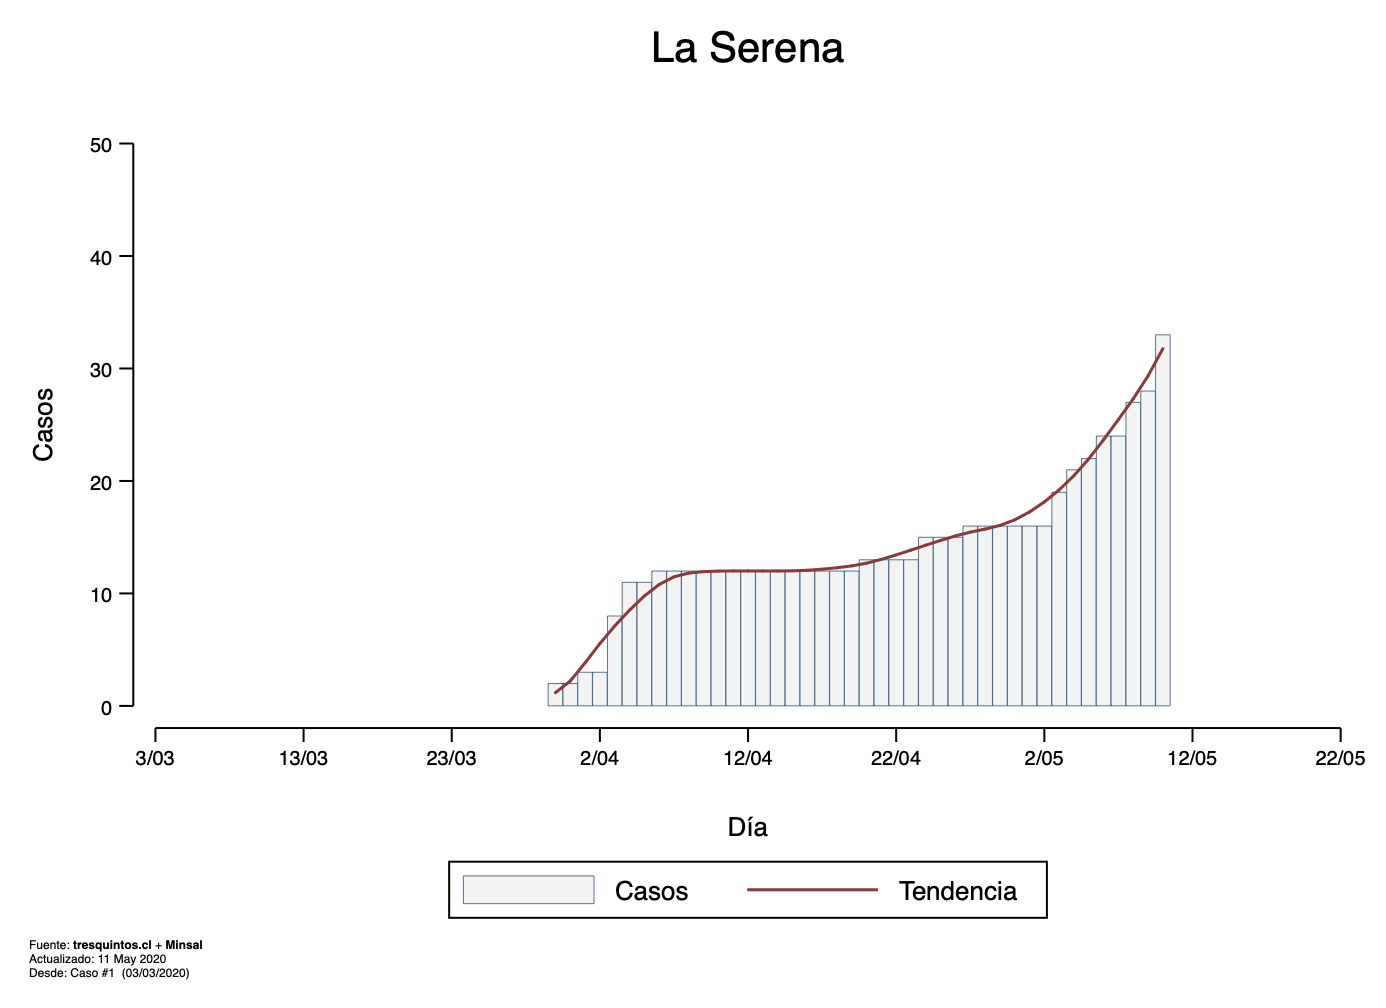 La Serena
50
40
30
20
10
0
Casos
3/03 13/03 23/03 2/04 12/04 22/04 2/05 12/05 22/05
Día
Casos Tendencia
Fuente: tresquintos.cl + Minsal
Actualizado: 11 May 2020
Desde: Caso #1 (03/03/2020)